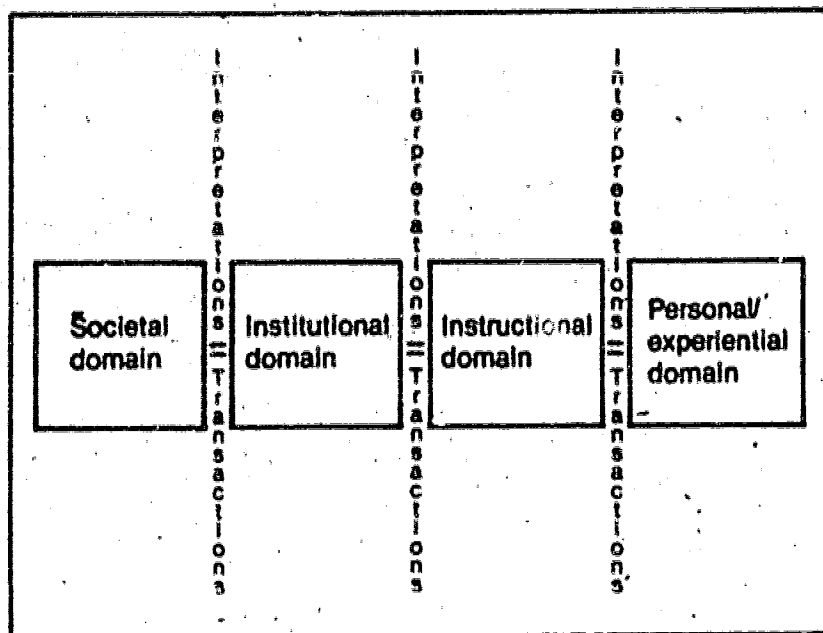 Societal
domain
Interpretations = Transactions
Institutional
domain
Interpretations = Transactions
Instructional
domain
Interpretations = Transactions
Personal/
experiential
domain